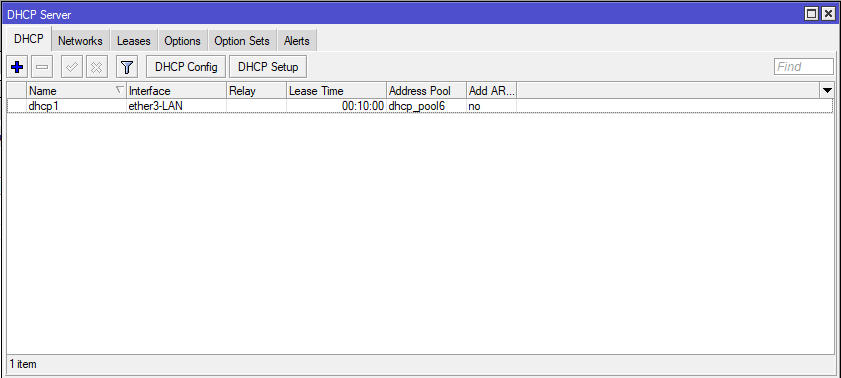 DHCP Server
DHCP Networks Leases Options Option Sets Alerts
DHCP Config DHCP Setup Find
Name Interface Relay Lease Time Address Pool Add AR...
dhcp1 ether3-LAN 00:10:00 dhcp_pool6 no
1 item